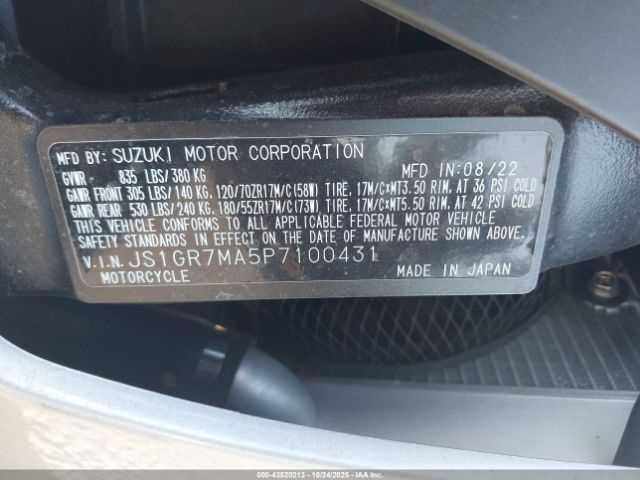 MFD BY: SUZUKI MOTOR CORPORATION MFD IN: 08/22
GVWR 835 LBS/380 KG
GAWR FRONT 305 LBS/140 KG. 120/70ZR17M/C(58W) TIRE, 17M/C×MT3.50 RIM, AT 36 PSI COLD
GAWR REAR 530 LBS/240 KG. 180/55ZR17M/C(73W) TIRE, 17M/C×MT5.50 RIM, AT 42 PSI COLD
THIS VEHICLE CONFORMS TO ALL APPLICABLE FEDERAL MOTOR VEHICLE
SAFETY STANDARDS IN EFFECT ON THE DATE OF MANUFACTURE SHOWN ABOVE.
V.I.N. JS1GR7MA5P7100431
MOTORCYCLE MADE IN JAPAN
000-43520213 - 10/24/2025 - IAAI.COM